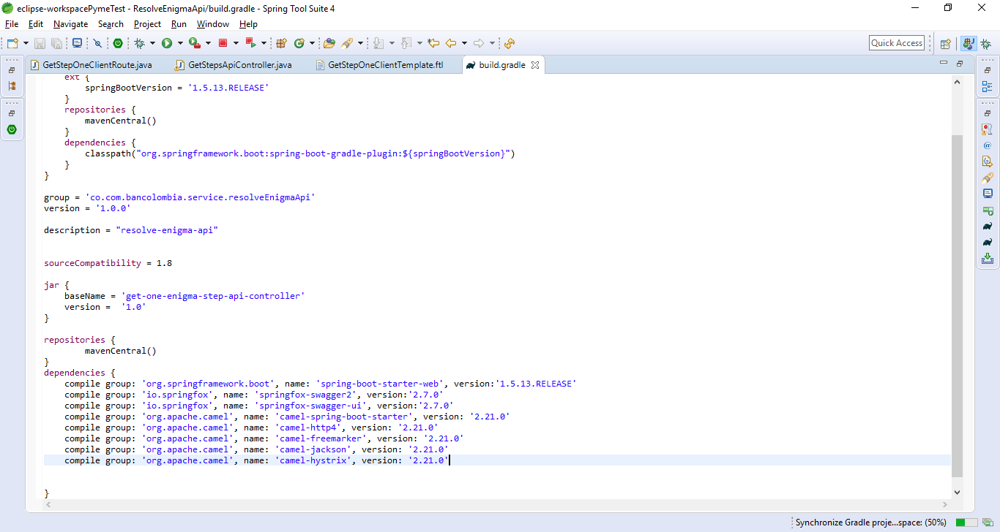 eclipse-workspacePymeTest - ResolveEnigmaApi/build.gradle - Spring Tool Suite 4
File Edit Navigate Search Project Run Window Help
Quick Access
GetStepOneClientRoute.java GetStepsApiController.java GetStepOneClientTemplate.ftl build.gradle
ext {
springBootVersion = '1.5.13.RELEASE'
}
repositories {
mavenCentral()
}
dependencies {
classpath("org.springframework.boot:spring-boot-gradle-plugin:${springBootVersion}")
}
}
group = 'co.com.bancolombia.service.resolveEnigmaApi'
version = '1.0.0'
description = "resolve-enigma-api"
sourceCompatibility = 1.8
jar {
baseName = 'get-one-enigma-step-api-controller'
version =  '1.0'
}
repositories {
mavenCentral()
}
dependencies {
compile group: 'org.springframework.boot', name: 'spring-boot-starter-web', version:'1.5.13.RELEASE'
compile group: 'io.springfox', name: 'springfox-swagger2', version:'2.7.0'
compile group: 'io.springfox', name: 'springfox-swagger-ui', version:'2.7.0'
compile group: 'org.apache.camel', name: 'camel-spring-boot-starter', version: '2.21.0'
compile group: 'org.apache.camel', name: 'camel-http4', version: '2.21.0'
compile group: 'org.apache.camel', name: 'camel-freemarker', version: '2.21.0'
compile group: 'org.apache.camel', name: 'camel-jackson', version: '2.21.0'
compile group: 'org.apache.camel', name: 'camel-hystrix', version: '2.21.0'
}
Synchronize Gradle proje...space: (50%)